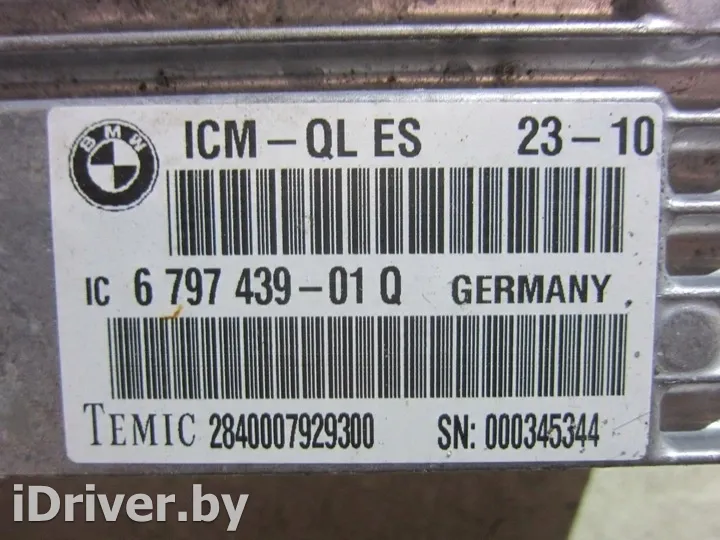 BMW
ICM - QL ES 23 - 10
IC 6 797 439 - 01 Q GERMANY
TEMIC 2840007929300 SN: 000345344
iDriver.by